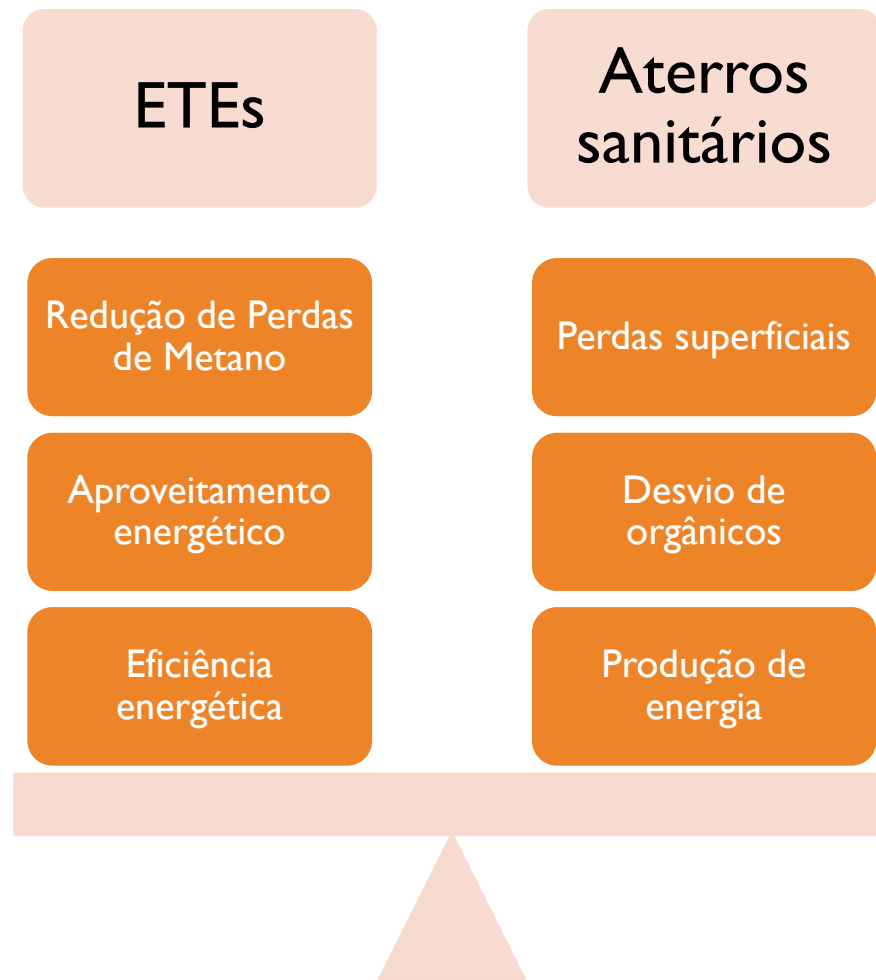 ETEs
Redução de Perdas
de Metano
Aproveitamento
energético
Eficiência
energética
Aterros
sanitários
Perdas superficiais
Desvio de
orgânicos
Produção de
energia